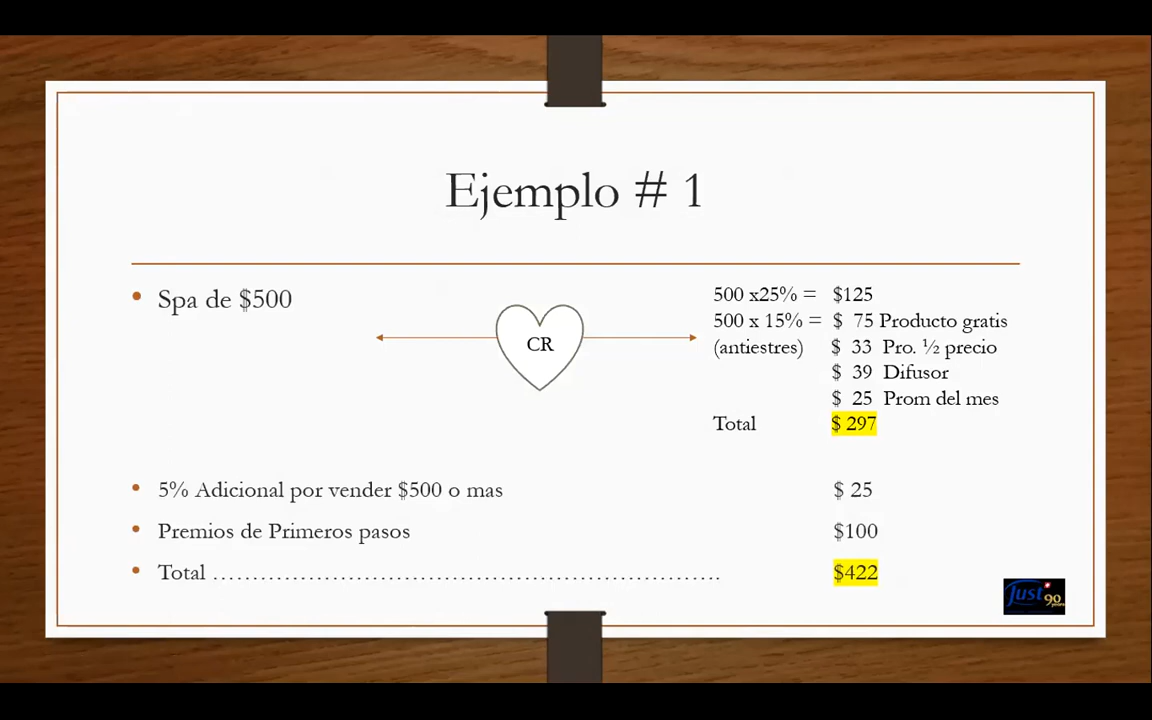 Ejemplo # 1
• Spa de $500
CR
500 x25% = $125
500 x 15% = $ 75 Producto gratis
(antiestres) $ 33 Pro. ½ precio
$ 39 Difusor
$ 25 Prom del mes
Total $ 297
• 5% Adicional por vender $500 o mas $ 25
• Premios de Primeros pasos $100
• Total ……………………………………………………….. $422
Just 90
years